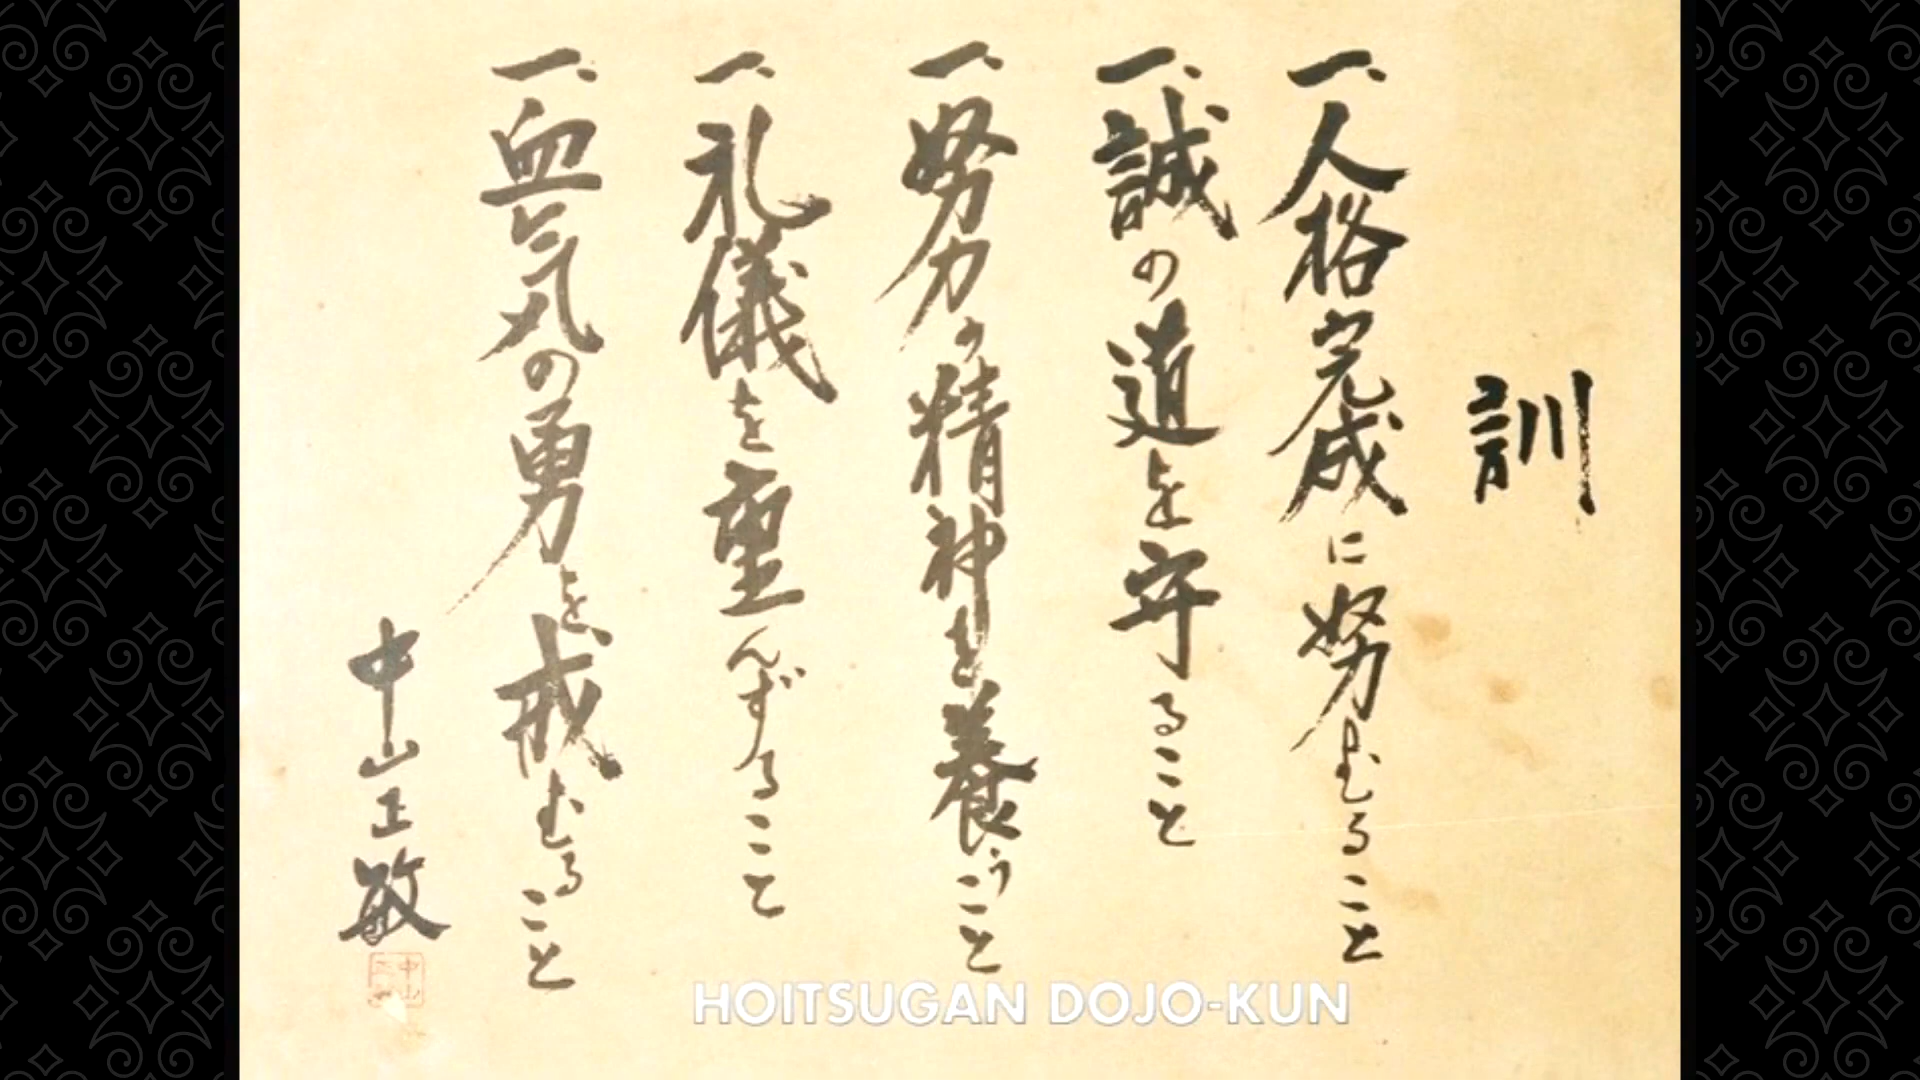 訓
一、人格完成に努むること
一、誠の道を守ること
一、努力の精神を養うこと
一、礼儀を重んずること
一、血気の勇を戒むること
中山正敏
HOITSUGAN DOJO-KUN